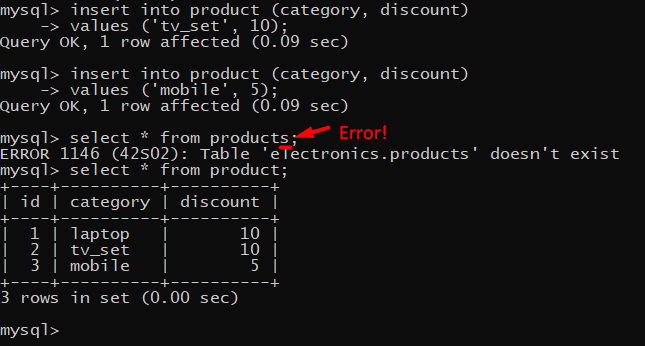 mysql> insert into product (category, discount)
    -> values ('tv_set', 10);
Query OK, 1 row affected (0.09 sec)
mysql> insert into product (category, discount)
    -> values ('mobile', 5);
Query OK, 1 row affected (0.09 sec)
mysql> select * from products; Error!
ERROR 1146 (42S02): Table 'electronics.products' doesn't exist
mysql> select * from product;
+----+----------+----------+
| id | category | discount |
+----+----------+----------+
|  1 | laptop   |       10 |
|  2 | tv_set   |       10 |
|  3 | mobile   |        5 |
+----+----------+----------+
3 rows in set (0.00 sec)
mysql>